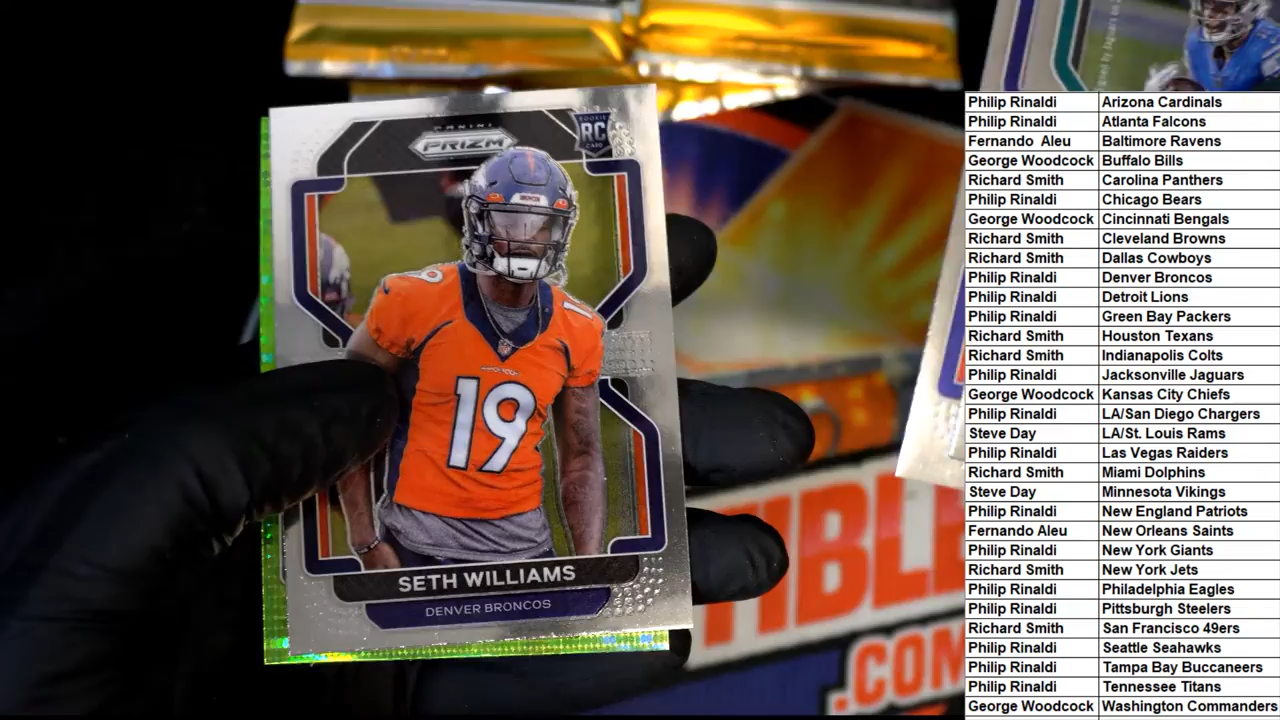 PANINI
PRIZM
ROOKIE
RC
CARD
BRONCOS
19
19
SETH WILLIAMS
DENVER BRONCOS
TIBLE
.COM
Philip Rinaldi Arizona Cardinals
Philip Rinaldi Atlanta Falcons
Fernando Aleu Baltimore Ravens
George Woodcock Buffalo Bills
Richard Smith Carolina Panthers
Philip Rinaldi Chicago Bears
George Woodcock Cincinnati Bengals
Richard Smith Cleveland Browns
Richard Smith Dallas Cowboys
Philip Rinaldi Denver Broncos
Philip Rinaldi Detroit Lions
Philip Rinaldi Green Bay Packers
Richard Smith Houston Texans
Richard Smith Indianapolis Colts
Philip Rinaldi Jacksonville Jaguars
George Woodcock Kansas City Chiefs
Philip Rinaldi LA/San Diego Chargers
Steve Day LA/St. Louis Rams
Philip Rinaldi Las Vegas Raiders
Richard Smith Miami Dolphins
Steve Day Minnesota Vikings
Philip Rinaldi New England Patriots
Fernando Aleu New Orleans Saints
Philip Rinaldi New York Giants
Richard Smith New York Jets
Philip Rinaldi Philadelphia Eagles
Philip Rinaldi Pittsburgh Steelers
Richard Smith San Francisco 49ers
Philip Rinaldi Seattle Seahawks
Philip Rinaldi Tampa Bay Buccaneers
Philip Rinaldi Tennessee Titans
George Woodcock Washington Commanders